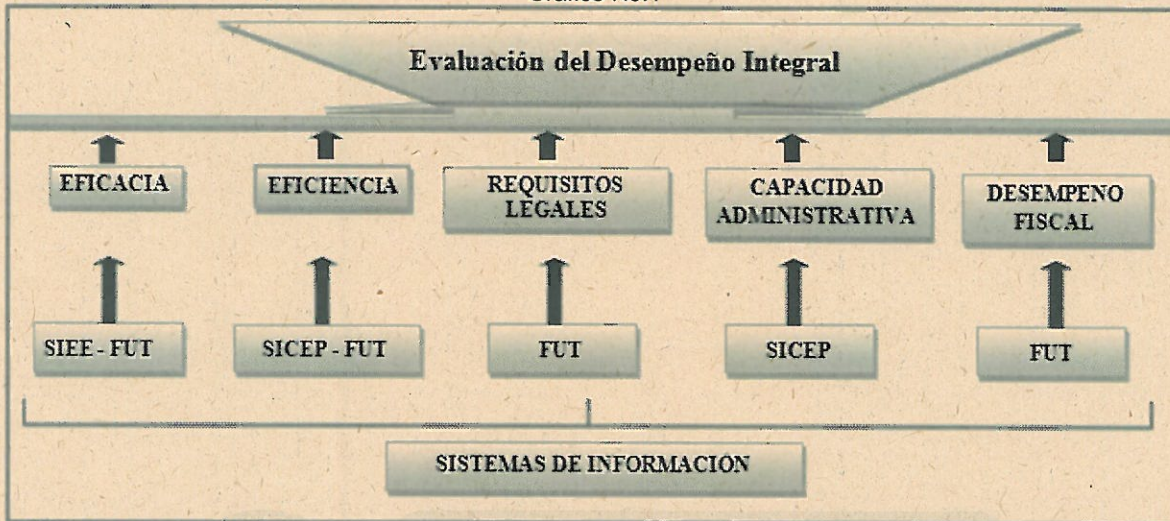 Evaluación del Desempeño Integral
EFICACIA
EFICIENCIA
REQUISITOS
LEGALES
CAPACIDAD
ADMINISTRATIVA
DESEMPEÑO
FISCAL
SIEE - FUT
SICEP - FUT
FUT
SICEP
FUT
SISTEMAS DE INFORMACIÓN